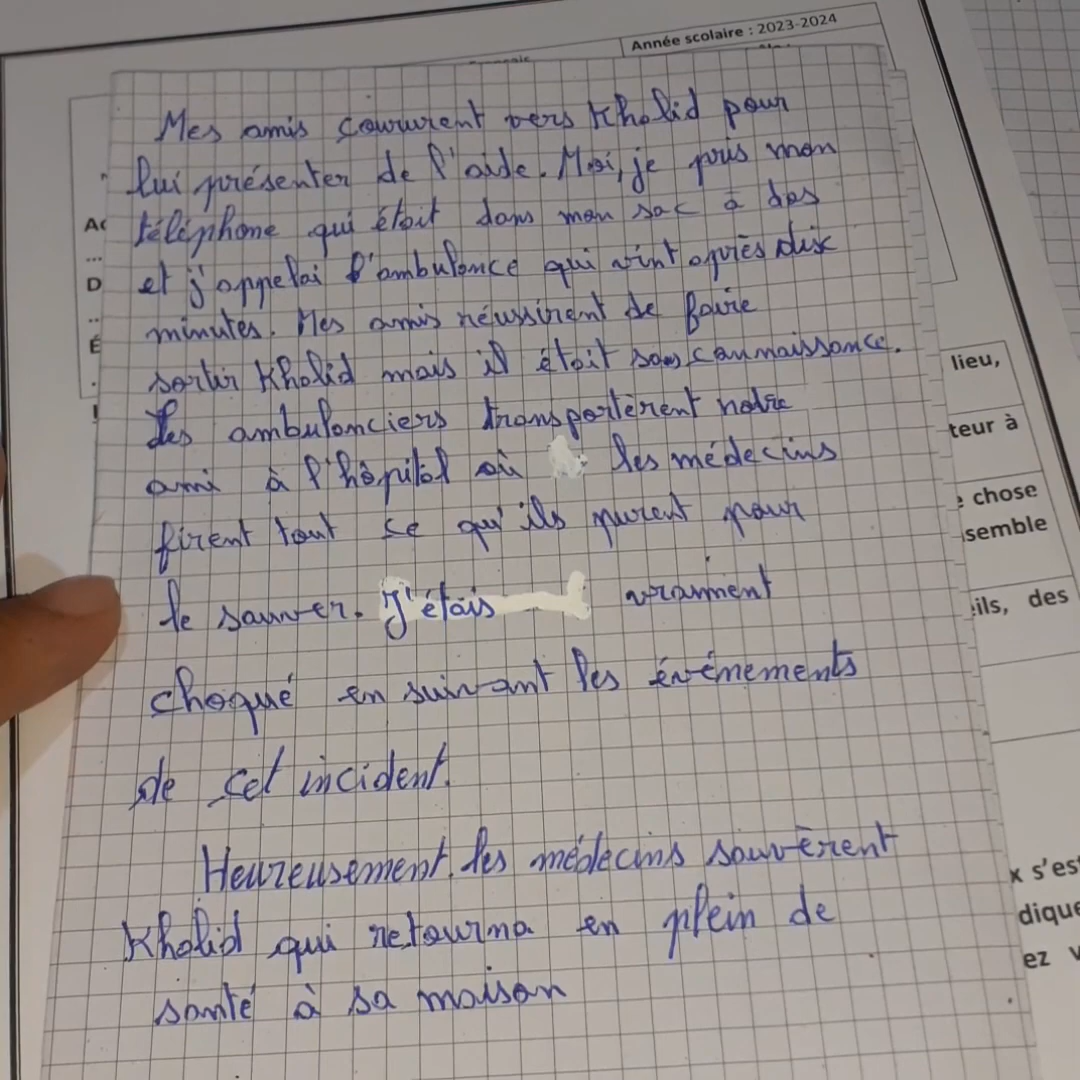 Année scolaire : 2023-2024
Mes amis coururent vers Khalid pour
lui présenter de l'aide. Moi, je pris mon
téléphone qui était dans mon sac à dos
et j'appelai l'ambulance qui vint après dix
minutes. Mes amis réussirent de faire
sortir Khalid mais il était sans connaissance.
Les ambulanciers transportèrent notre
ami à l'hôpital où les médecins
firent tout ce qu'ils purent pour
le sauver. J'étais vraiment
choqué en suivant les événements
de cet incident.
Heureusement, les médecins sauvèrent
Khalid qui retourna en plein de
santé à sa maison
lieu,
teur à
chose
semble
ils, des
x s'es
dique
ez v